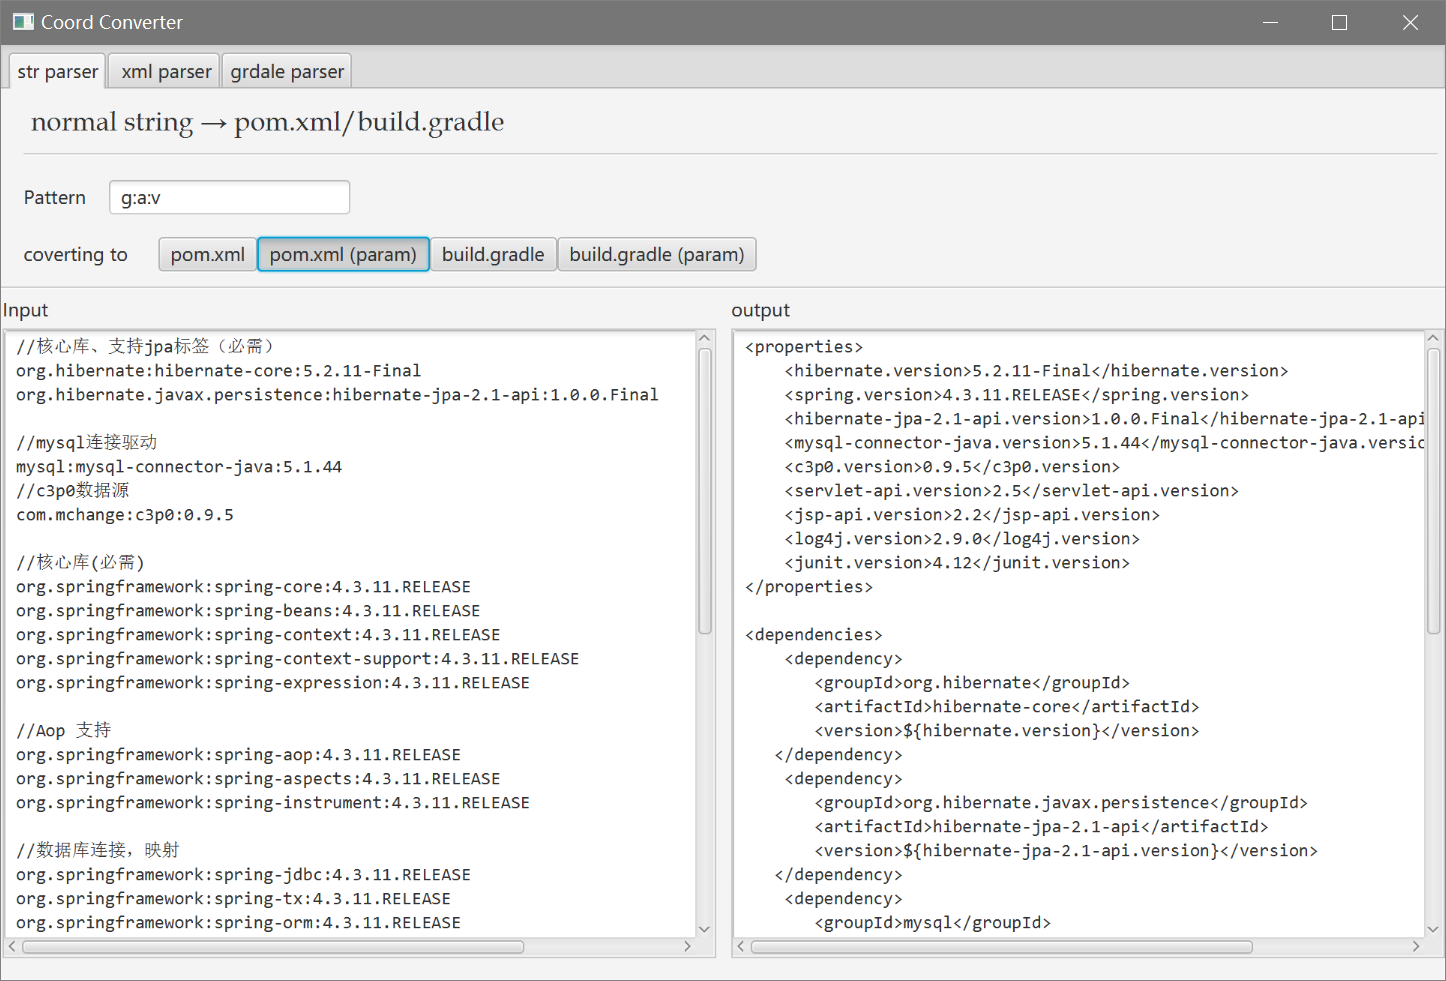 Coord Converter
str parser
xml parser
grdale parser
normal string → pom.xml/build.gradle
Pattern
g:a:v
coverting to
pom.xml
pom.xml (param)
build.gradle
build.gradle (param)
Input
//核心库、支持jpa标签（必需）
org.hibernate:hibernate-core:5.2.11-Final
org.hibernate.javax.persistence:hibernate-jpa-2.1-api:1.0.0.Final
//mysql连接驱动
mysql:mysql-connector-java:5.1.44
//c3p0数据源
com.mchange:c3p0:0.9.5
//核心库(必需)
org.springframework:spring-core:4.3.11.RELEASE
org.springframework:spring-beans:4.3.11.RELEASE
org.springframework:spring-context:4.3.11.RELEASE
org.springframework:spring-context-support:4.3.11.RELEASE
org.springframework:spring-expression:4.3.11.RELEASE
//Aop 支持
org.springframework:spring-aop:4.3.11.RELEASE
org.springframework:spring-aspects:4.3.11.RELEASE
org.springframework:spring-instrument:4.3.11.RELEASE
//数据库连接，映射
org.springframework:spring-jdbc:4.3.11.RELEASE
org.springframework:spring-tx:4.3.11.RELEASE
org.springframework:spring-orm:4.3.11.RELEASE
output
<properties>
<hibernate.version>5.2.11-Final</hibernate.version>
<spring.version>4.3.11.RELEASE</spring.version>
<hibernate-jpa-2.1-api.version>1.0.0.Final</hibernate-jpa-2.1-api
<mysql-connector-java.version>5.1.44</mysql-connector-java.versio
<c3p0.version>0.9.5</c3p0.version>
<servlet-api.version>2.5</servlet-api.version>
<jsp-api.version>2.2</jsp-api.version>
<log4j.version>2.9.0</log4j.version>
<junit.version>4.12</junit.version>
</properties>
<dependencies>
<dependency>
<groupId>org.hibernate</groupId>
<artifactId>hibernate-core</artifactId>
<version>${hibernate.version}</version>
</dependency>
<dependency>
<groupId>org.hibernate.javax.persistence</groupId>
<artifactId>hibernate-jpa-2.1-api</artifactId>
<version>${hibernate-jpa-2.1-api.version}</version>
</dependency>
<dependency>
<groupId>mysql</groupId>